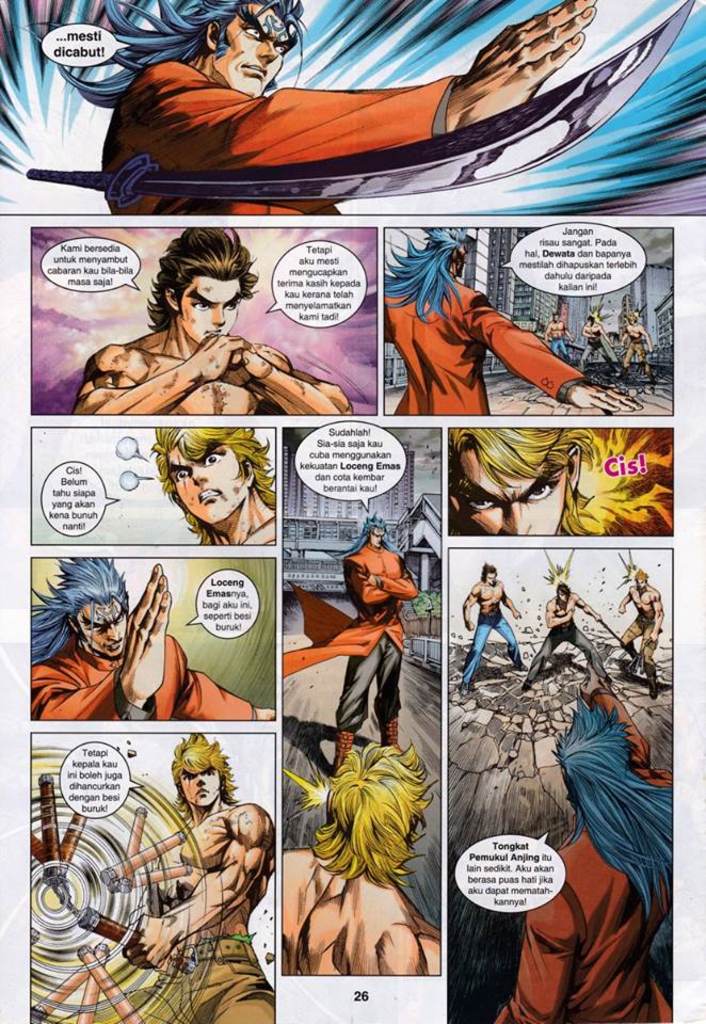 ...mesti
dicabut!
Kami bersedia
untuk menyambut
cabaran kau bila-bila
masa saja!
Tetapi
aku mesti
mengucapkan
terima kasih kepada
kau kerana telah
menyelamatkan
kami tadi!
Jangan
risau sangat. Pada
hal, Dewata dan bapanya
mestilah dihapuskan terlebih
dahulu daripada
kalian ini!
Cis!
Belum
tahu siapa
yang akan
kena bunuh
nanti!
Sudahlah!
Sia-sia saja kau
cuba menggunakan
kekuatan Loceng Emas
dan cota kembar
berantai kau!
Cis!
Loceng
Emasnya,
bagi aku ini,
seperti besi
buruk!
Tetapi
kepala kau
ini boleh juga
dihancurkan
dengan besi
buruk!
Tongkat
Pemukul Anjing itu
lain sedikit. Aku akan
berasa puas hati jika
aku dapat mematah-
kannya!
26